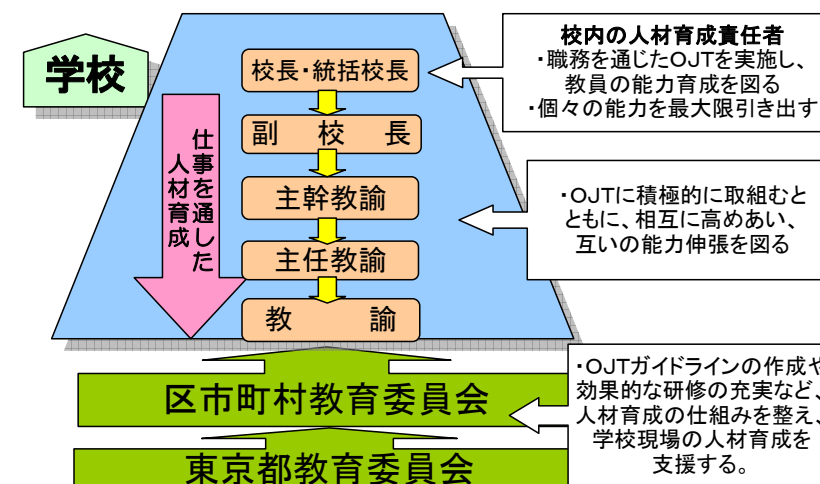 学校
校長・統括校長
副校長
主幹教諭
主任教諭
教諭
仕事を通した
人材育成
校内の人材育成責任者
・職務を通じたOJTを実施し、
教員の能力育成を図る
・個々の能力を最大限引き出す
・OJTに積極的に取組むと
ともに、相互に高めあい、
互いの能力伸張を図る
区市町村教育委員会
東京都教育委員会
・OJTガイドラインの作成や
効果的な研修の充実など、
人材育成の仕組みを整え、
学校現場の人材育成を
支援する。